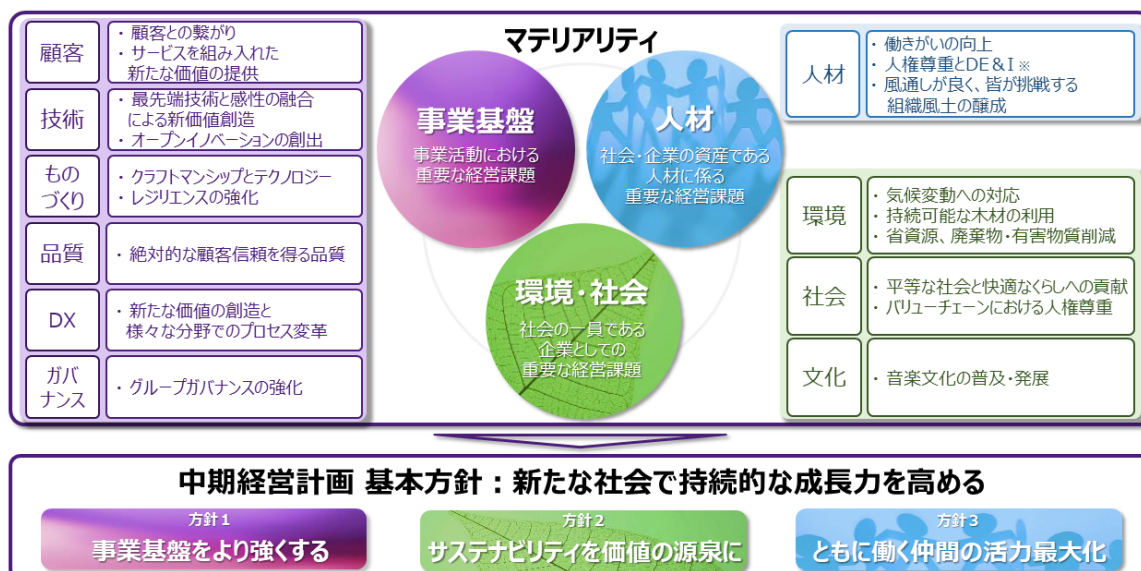 マテリアリティ
顧客
・ 顧客との繋がり
・ サービスを組み入れた
新たな価値の提供
技術
・ 最先端技術と感性の融合
による新価値創造
・ オープンイノベーションの創出
もの
づくり
・ クラフトマンシップとテクノロジー
・ レジリエンスの強化
品質
・ 絶対的な顧客信頼を得る品質
DX
・ 新たな価値の創造と
様々な分野でのプロセス変革
ガバ
ナンス
・ グループガバナンスの強化
事業基盤
事業活動における
重要な経営課題
人材
社会・企業の資産である
人材に係る
重要な経営課題
環境・社会
社会の一員である
企業としての
重要な経営課題
人材
・ 働きがいの向上
・ 人権尊重とDE&I※
・ 風通しが良く、皆が挑戦する
組織風土の醸成
環境
・ 気候変動への対応
・ 持続可能な木材の利用
・ 省資源、廃棄物・有害物質削減
社会
・ 平等な社会と快適なくらしへの貢献
・ バリューチェーンにおける人権尊重
文化
・ 音楽文化の普及・発展
中期経営計画 基本方針：新たな社会で持続的な成長力を高める
方針1
事業基盤をより強くする
方針2
サステナビリティを価値の源泉に
方針3
ともに働く仲間の活力最大化